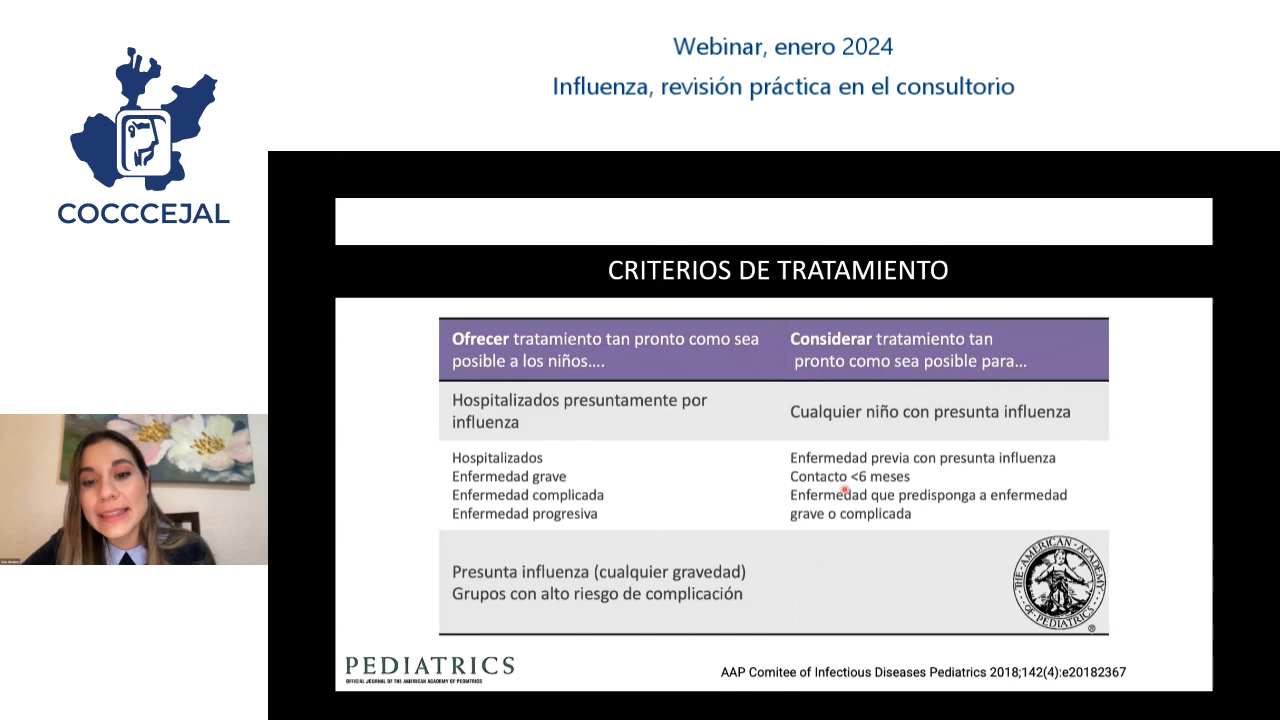 Webinar, enero 2024
Influenza, revisión práctica en el consultorio
COCCCEJAL
CRITERIOS DE TRATAMIENTO
Ofrecer tratamiento tan pronto como sea
posible a los niños....
Considerar tratamiento tan
pronto como sea posible para...
Hospitalizados presuntamente por
influenza
Cualquier niño con presunta influenza
Hospitalizados
Enfermedad grave
Enfermedad complicada
Enfermedad progresiva
Enfermedad previa con presunta influenza
Contacto <6 meses
Enfermedad que predisponga a enfermedad
grave o complicada
Presunta influenza (cualquier gravedad)
Grupos con alto riesgo de complicación
THE AMERICAN ACADEMY
OF PEDIATRICS
®
PEDIATRICS
OFFICIAL JOURNAL OF THE AMERICAN ACADEMY OF PEDIATRICS
AAP Comitee of Infectious Diseases Pediatrics 2018;142(4):e20182367